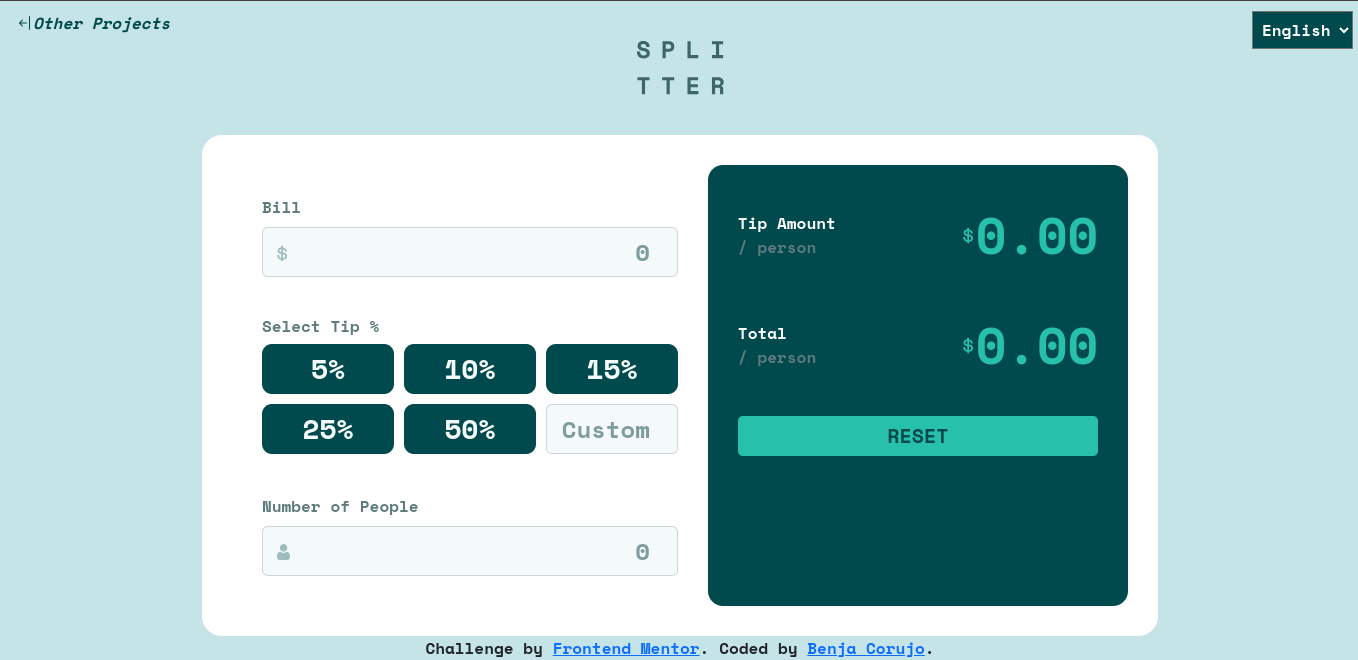 Other Projects
English
SPLI
TTER
Bill
$ 0
Select Tip %
5% 10% 15%
25% 50% Custom
Number of People
0
Tip Amount
/ person
$0.00
Total
/ person
$0.00
RESET
Challenge by Frontend Mentor. Coded by Benja Corujo.